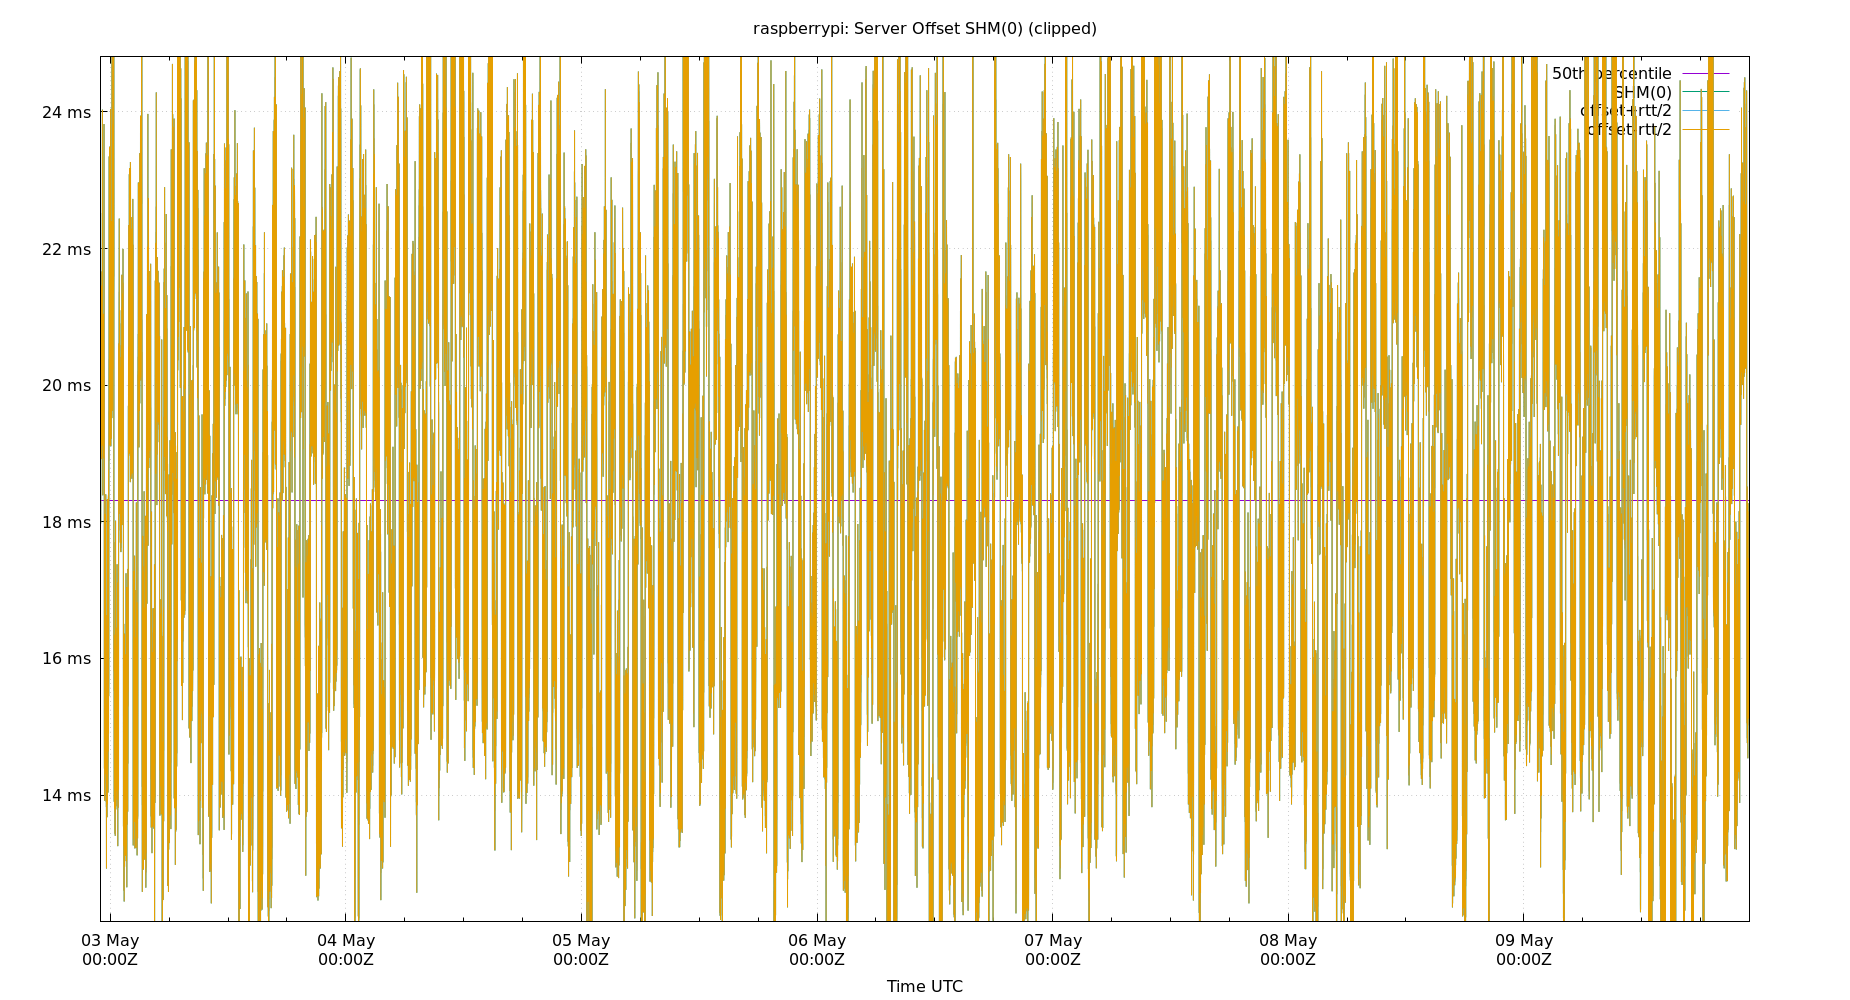 raspberrypi: Server Offset SHM(0) (clipped)
50th percentile
SHM(0)
offset+rtt/2
offset-rtt/2
24 ms
22 ms
20 ms
18 ms
16 ms
14 ms
03 May 04 May 05 May 06 May 07 May 08 May 09 May
00:00Z 00:00Z 00:00Z 00:00Z 00:00Z 00:00Z 00:00Z
Time UTC